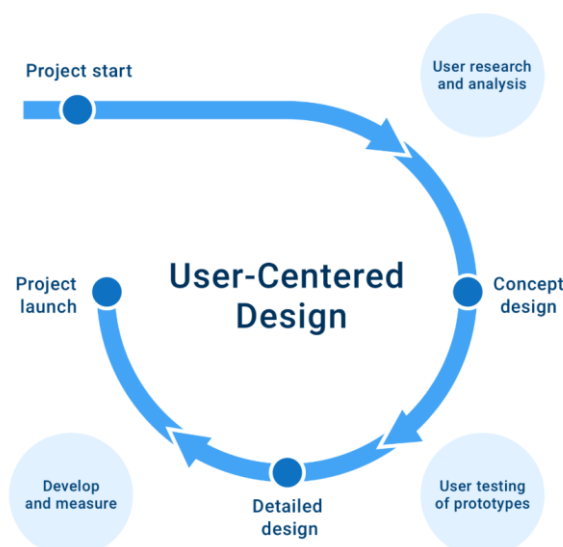 Project start
User research
and analysis
User-Centered
Design
Project
launch
Concept
design
Develop
and measure
Detailed
design
User testing
of prototypes